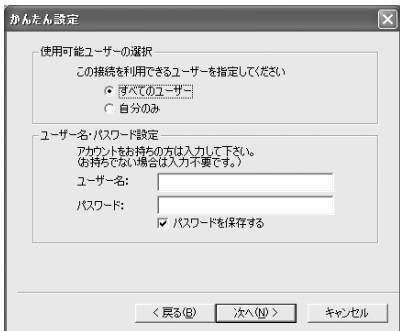 かんたん設定
使用可能ユーザーの選択
この接続を利用できるユーザーを指定してください
すべてのユーザー
自分のみ
ユーザー名・パスワード設定
アカウントをお持ちの方は入力して下さい。
(お持ちでない場合は入力不要です。)
ユーザー名:
パスワード:
パスワードを保存する
< 戻る(B) 次へ(N) > キャンセル